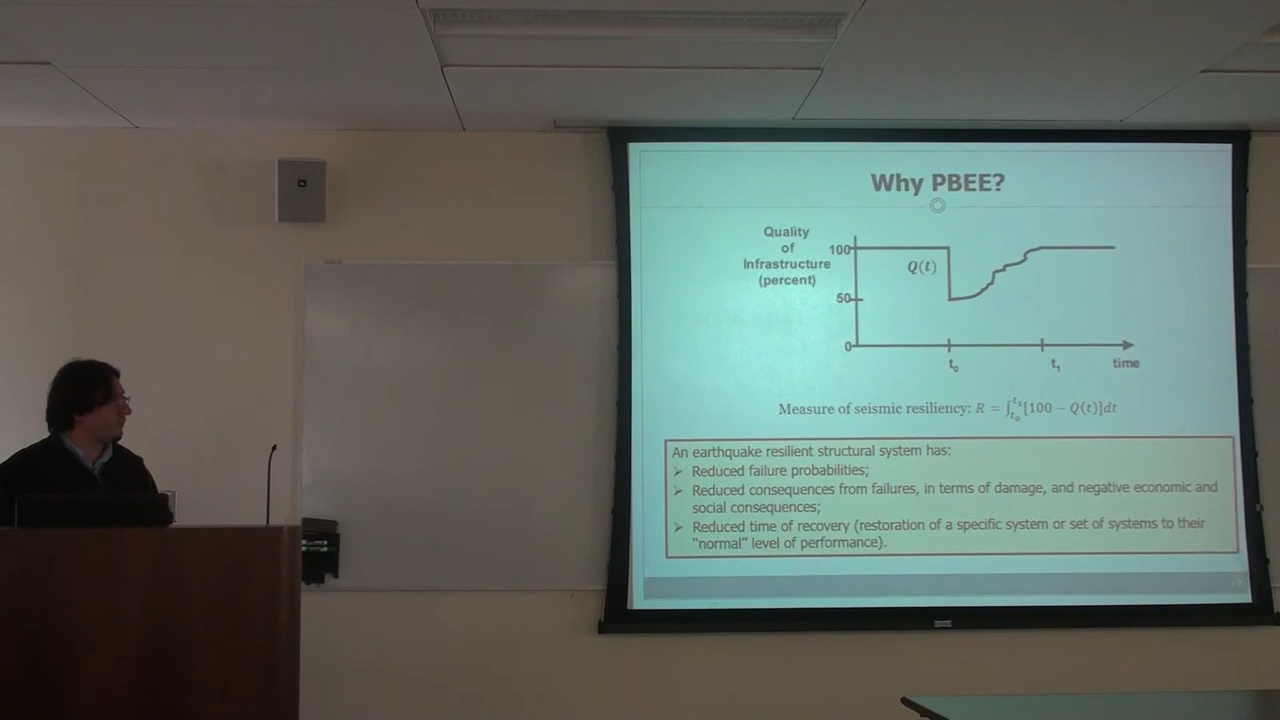 Why PBEE?
Quality
of
Infrastructure
(percent)
100
50
0
Q(t)
t₀
t₁
time
Measure of seismic resiliency: R = ∫ₜ₀ᵗ¹[100 − Q(t)]dt
An earthquake resilient structural system has:
➢ Reduced failure probabilities;
➢ Reduced consequences from failures, in terms of damage, and negative economic and
social consequences;
➢ Reduced time of recovery (restoration of a specific system or set of systems to their
"normal" level of performance).